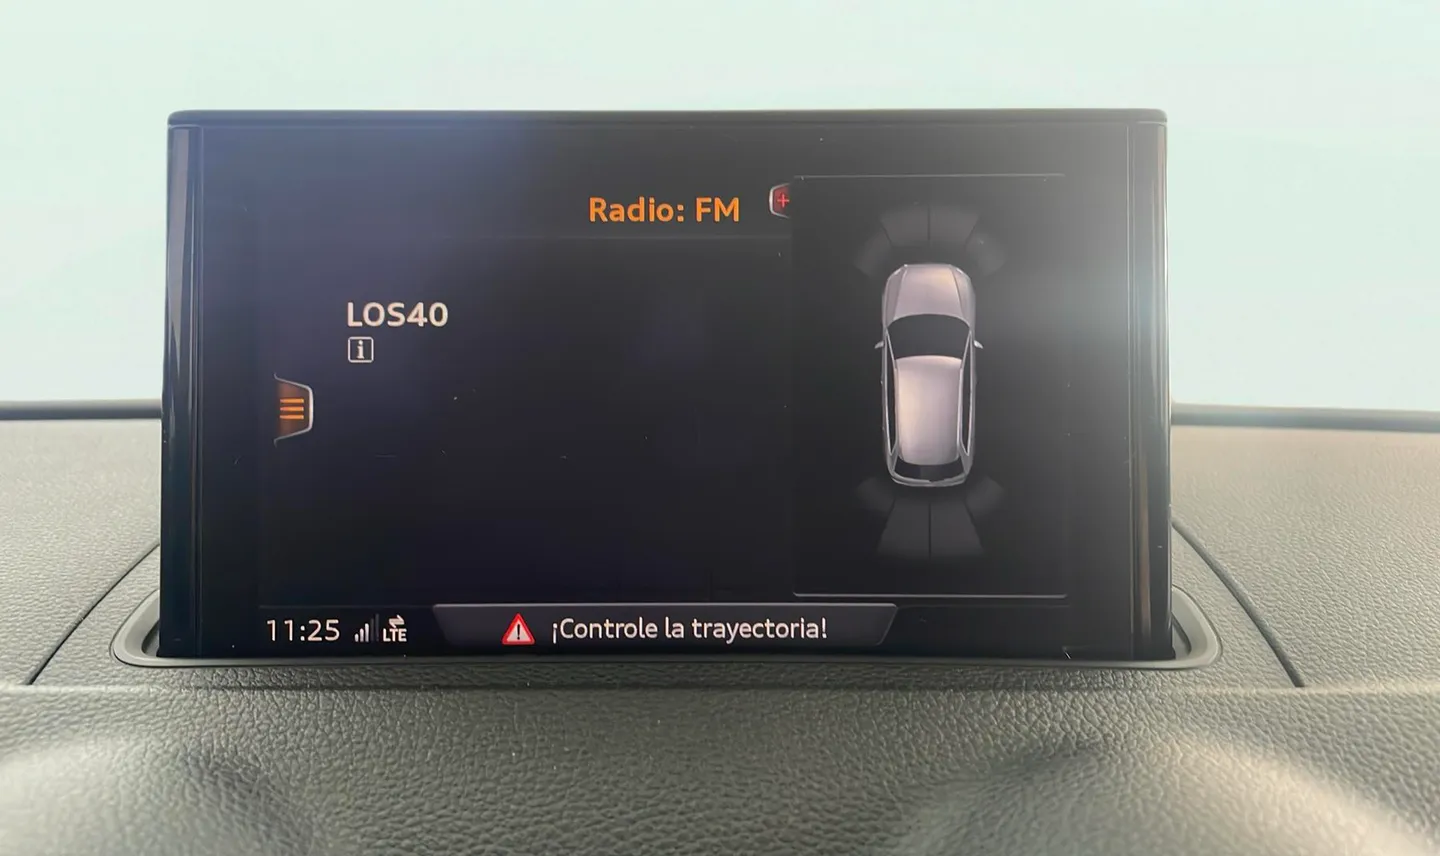 Radio: FM
LOS40
i
11:25 LTE
¡Controle la trayectoria!